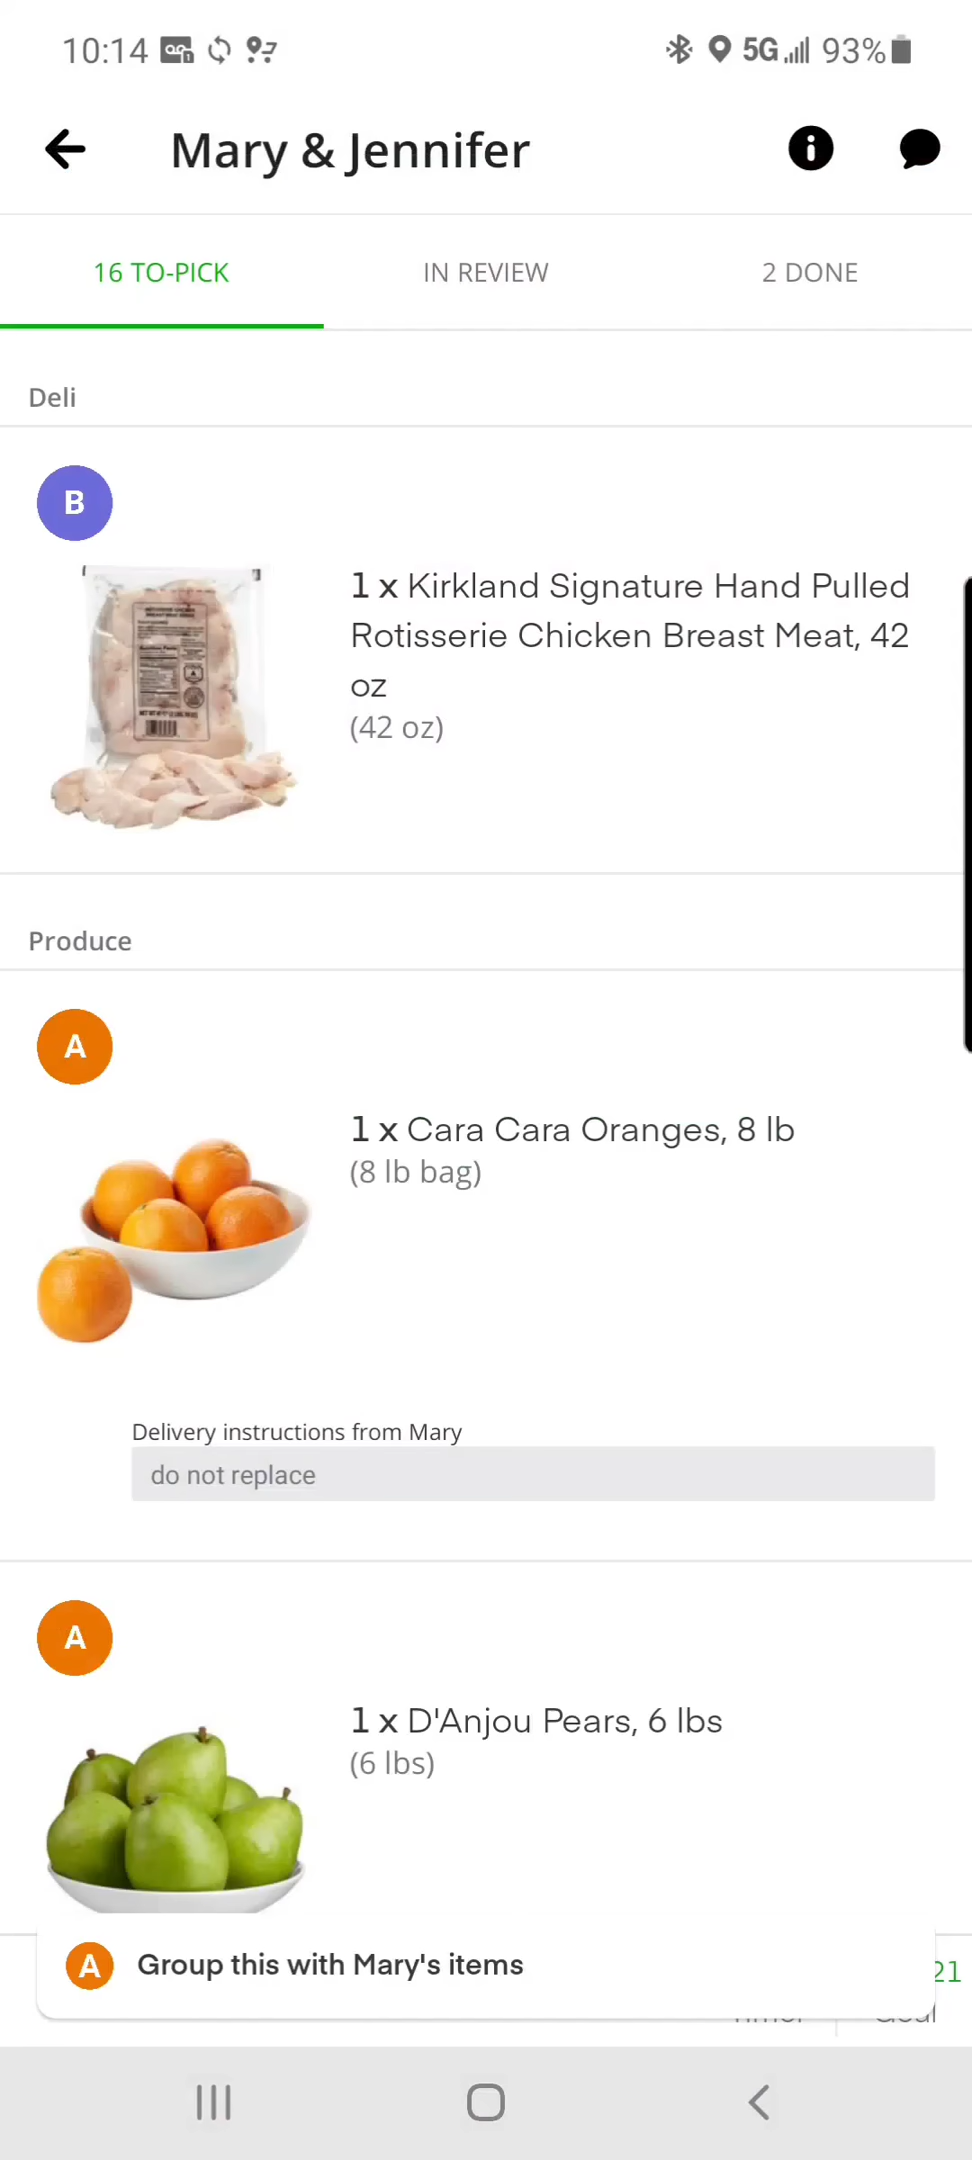 10:14 5G 93%
Mary & Jennifer
16 TO-PICK IN REVIEW 2 DONE
Deli
B
1 x Kirkland Signature Hand Pulled
Rotisserie Chicken Breast Meat, 42
oz
(42 oz)
Produce
A
1 x Cara Cara Oranges, 8 lb
(8 lb bag)
Delivery instructions from Mary
do not replace
A
1 x D'Anjou Pears, 6 lbs
(6 lbs)
A Group this with Mary's items
21